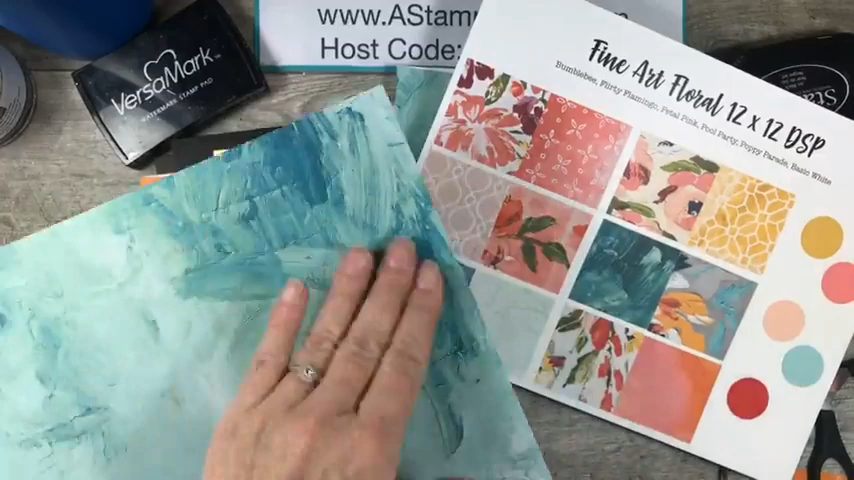 www.AStamp
Host Code:
VERSAMARK
WATERMARK STAMP PAD
Fine Art Floral 12 x 12 DSP
Bumblebee, Flirty Flamingo, Petal Pink, Pool Party, Poppy Parade, Basic White